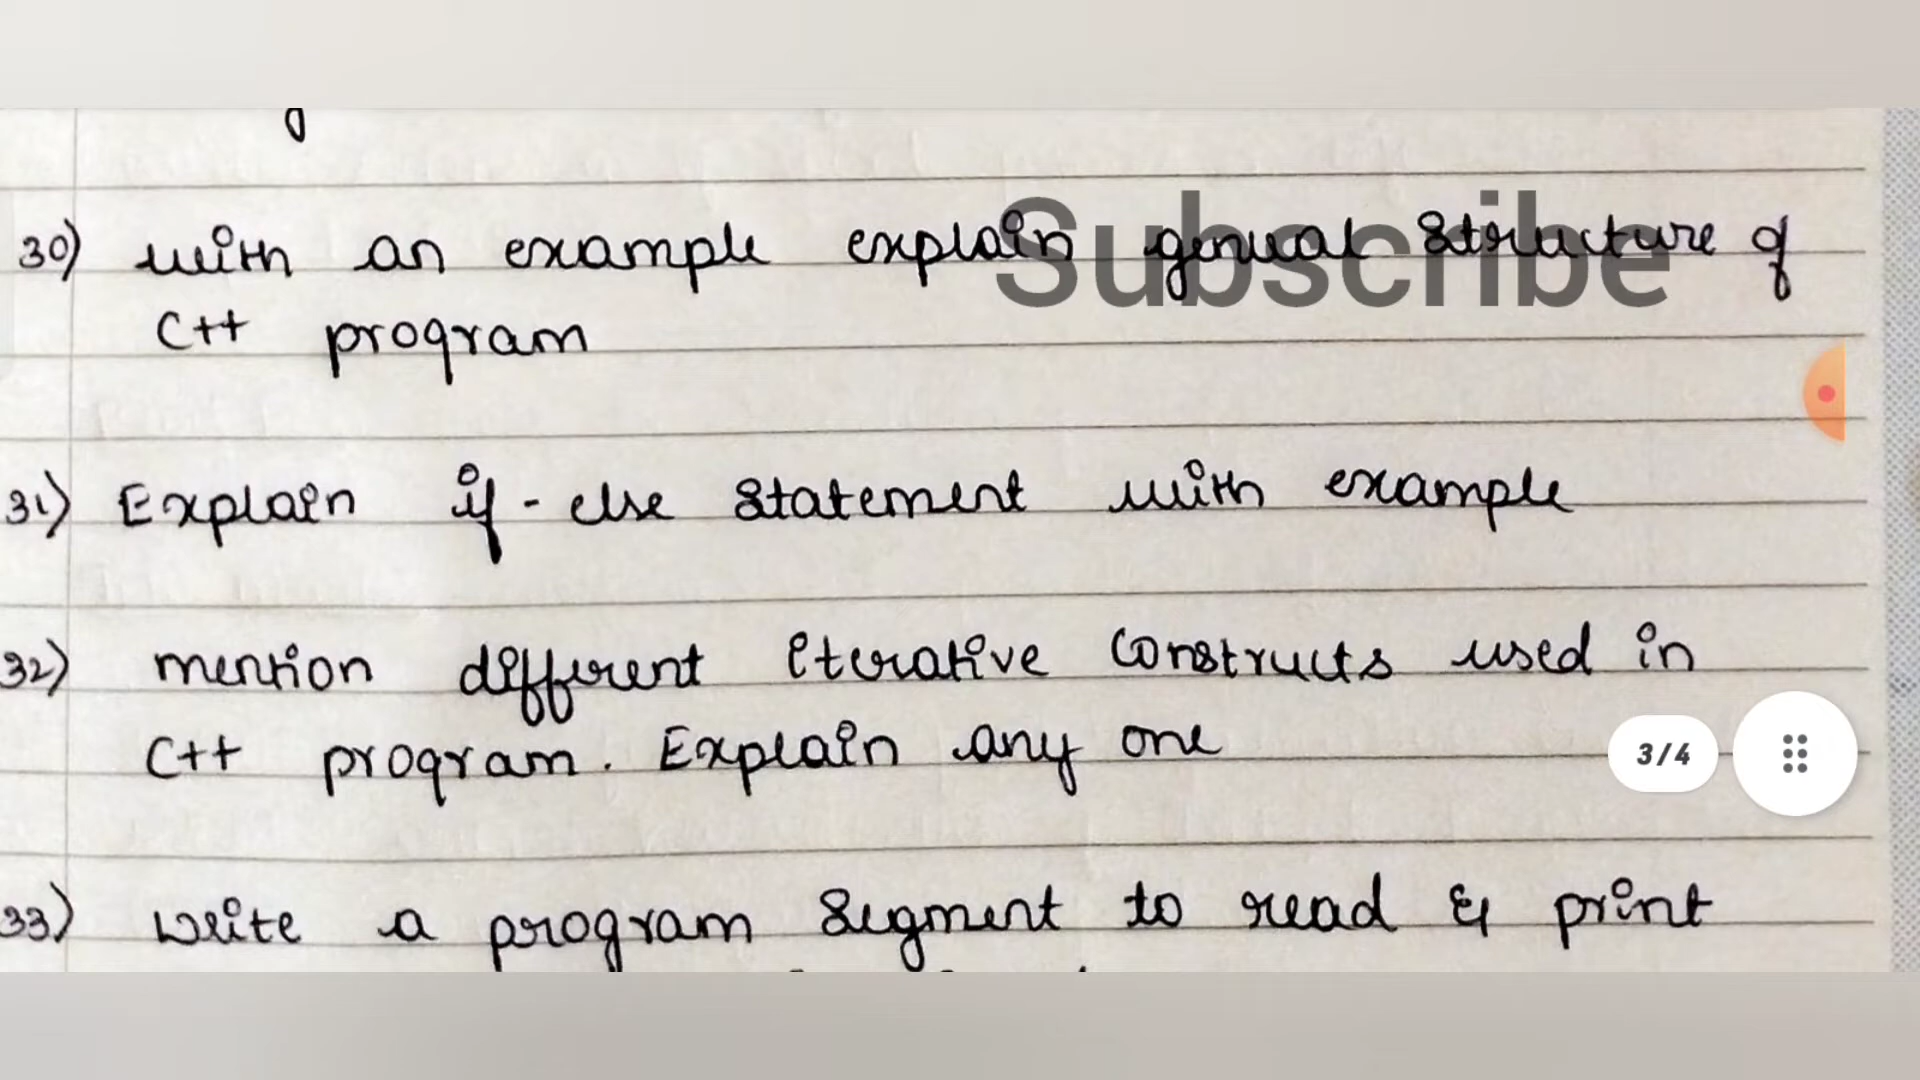 30) with an example explain general structure of
C++ program
Subscribe
31) Explain if-else statement with example
32) mention different iterative constructs used in
C++ program. Explain any one
3/4
33) write a program segment to read & print